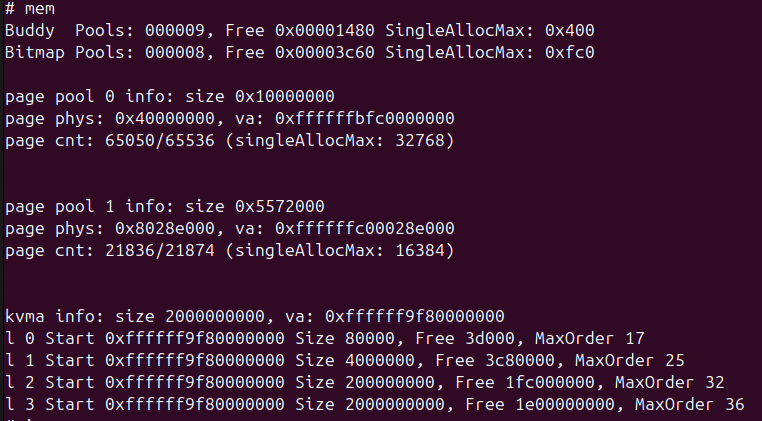 # mem
Buddy  Pools: 000009, Free 0x00001480 SingleAllocMax: 0x400
Bitmap Pools: 000008, Free 0x00003c60 SingleAllocMax: 0xfc0
page pool 0 info: size 0x10000000
page phys: 0x40000000, va: 0xffffffbfc0000000
page cnt: 65050/65536 (singleAllocMax: 32768)
page pool 1 info: size 0x5572000
page phys: 0x8028e000, va: 0xffffffc00028e000
page cnt: 21836/21874 (singleAllocMax: 16384)
kvma info: size 2000000000, va: 0xffffff9f80000000
l 0 Start 0xffffff9f80000000 Size 80000, Free 3d000, MaxOrder 17
l 1 Start 0xffffff9f80000000 Size 4000000, Free 3c80000, MaxOrder 25
l 2 Start 0xffffff9f80000000 Size 200000000, Free 1fc000000, MaxOrder 32
l 3 Start 0xffffff9f80000000 Size 2000000000, Free 1e00000000, MaxOrder 36